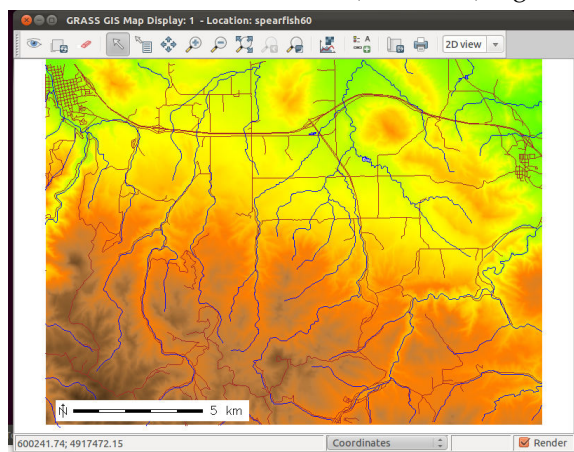 GRASS GIS Map Display: 1 - Location: spearfish60
2D view
N 5 km
600241.74; 4917472.15 Coordinates Render